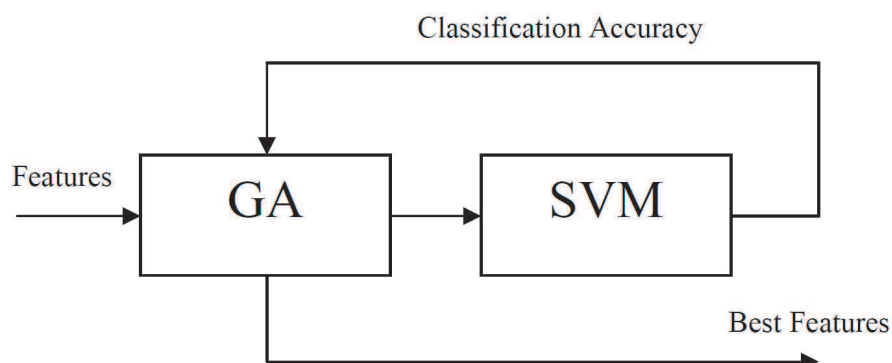 Classification Accuracy
Features
GA
SVM
Best Features